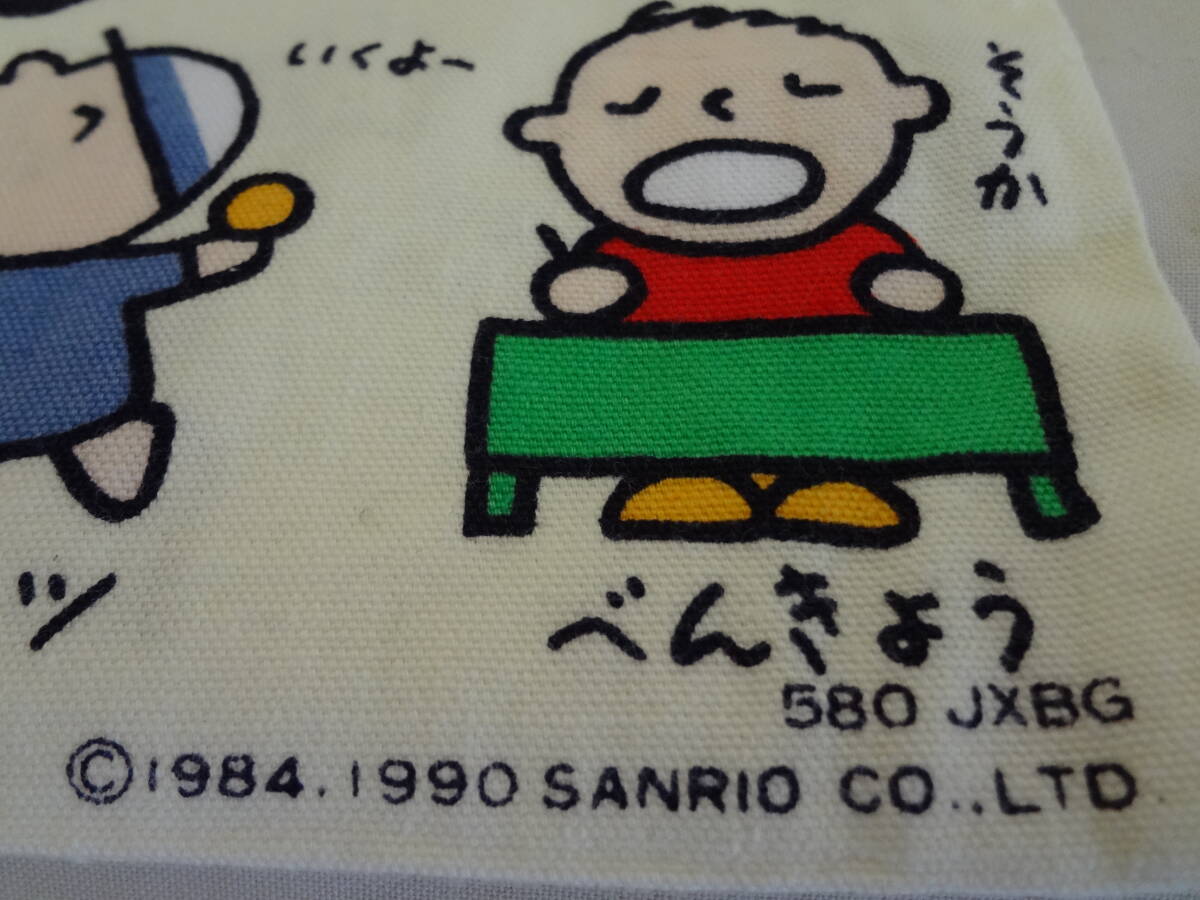 いくよー
そうか
ツ
べんきょう
580 JXBG
©1984.1990 SANRIO CO.,LTD.